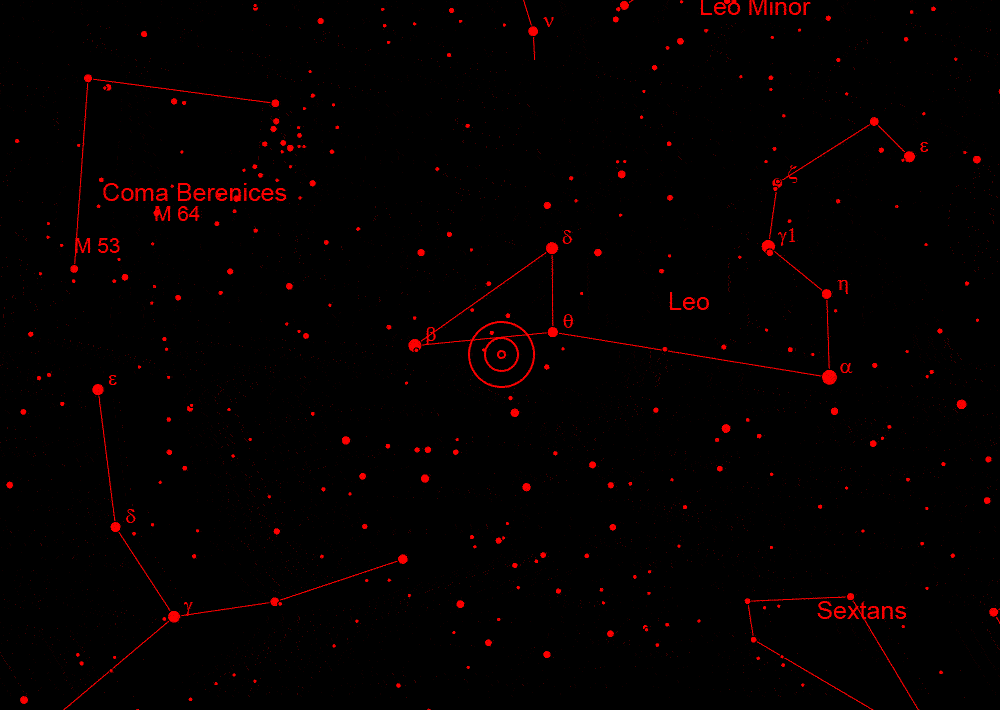 Leo Minor
ν
ε
ζ
Coma Berenices
M 64
γ1
δ
M 53
η
Leo
θ
β
α
ε
δ
γ
Sextans